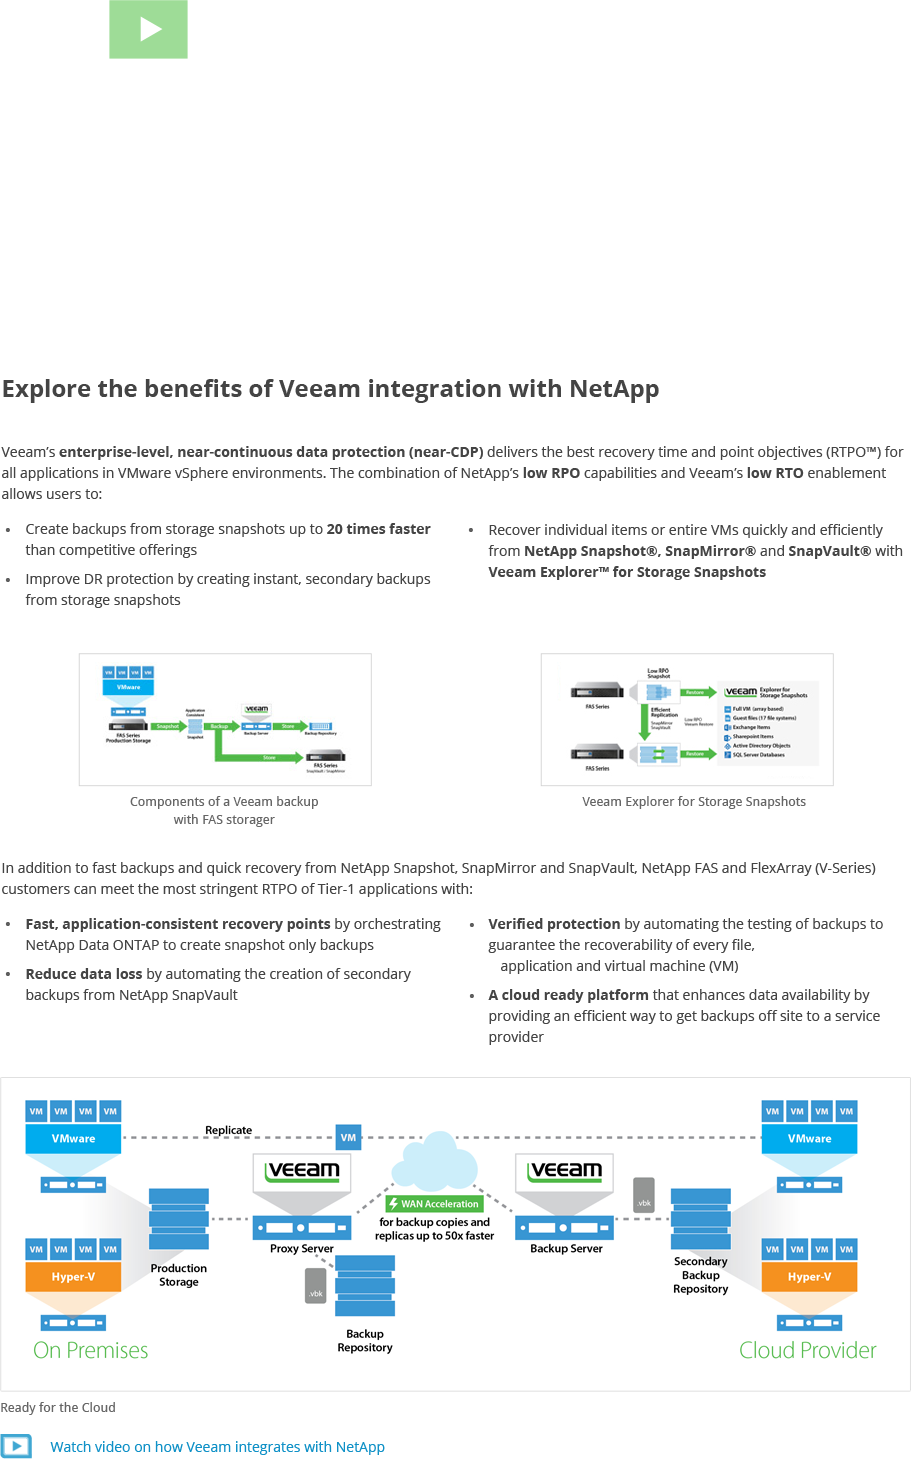 Explore the benefits of Veeam integration with NetApp
Veeam's enterprise-level, near-continuous data protection (near-CDP) delivers the best recovery time and point objectives (RTPO™) for
all applications in VMware vSphere environments. The combination of NetApp's low RPO capabilities and Veeam's low RTO enablement
allows users to:
• Create backups from storage snapshots up to 20 times faster
than competitive offerings
• Improve DR protection by creating instant, secondary backups
from storage snapshots
• Recover individual items or entire VMs quickly and efficiently
from NetApp Snapshot®, SnapMirror® and SnapVault® with
Veeam Explorer™ for Storage Snapshots
VM VM VM VM
VMware
FAS Series
Production Storage
Snapshot
Application
Consistent
Snapshot
Backup
veeam
Backup Server
Store
Backup Repository
Store
FAS Series
SnapVault / SnapMirror
Components of a Veeam backup
with FAS storager
Low RPO
Snapshot
FAS Series
Restore
Efficient
Replication
SnapMirror
SnapVault
Low RPO
Veeam Restore
FAS Series
Restore
veeam Explorer for
Storage Snapshots
Full VM (array based)
Guest files (17 file systems)
Exchange Items
Sharepoint Items
Active Directory Objects
SQL Server Databases
Veeam Explorer for Storage Snapshots
In addition to fast backups and quick recovery from NetApp Snapshot, SnapMirror and SnapVault, NetApp FAS and FlexArray (V-Series)
customers can meet the most stringent RTPO of Tier-1 applications with:
• Fast, application-consistent recovery points by orchestrating
NetApp Data ONTAP to create snapshot only backups
• Reduce data loss by automating the creation of secondary
backups from NetApp SnapVault
• Verified protection by automating the testing of backups to
guarantee the recoverability of every file,
application and virtual machine (VM)
• A cloud ready platform that enhances data availability by
providing an efficient way to get backups off site to a service
provider
VM VM VM VM
VMware
Replicate
VM
VM VM VM VM
VMware
veeam
veeam
WAN Acceleration
for backup copies and
replicas up to 50x faster
.vbk
Proxy Server
Backup Server
VM VM VM VM
Hyper-V
Production
Storage
.vbk
Backup
Repository
Secondary
Backup
Repository
VM VM VM VM
Hyper-V
On Premises
Cloud Provider
Ready for the Cloud
Watch video on how Veeam integrates with NetApp